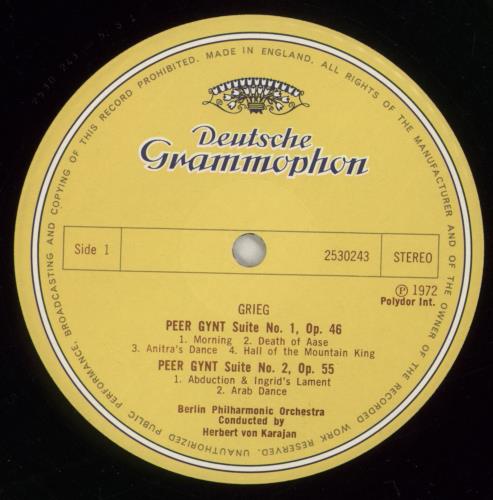 ALL RIGHTS OF THE MANUFACTURER AND OF THE OWNER OF THE RECORDED WORK RESERVED. UNAUTHORIZED PUBLIC PERFORMANCE, BROADCASTING AND COPYING OF THIS RECORD PROHIBITED. MADE IN ENGLAND.
Deutsche
Grammophon
Side 1 2530243 STEREO
℗ 1972
Polydor Int.
GRIEG
PEER GYNT Suite No. 1, Op. 46
1. Morning 2. Death of Aase
3. Anitra's Dance 4. Hall of the Mountain King
PEER GYNT Suite No. 2, Op. 55
1. Abduction & Ingrid's Lament
2. Arab Dance
Berlin Philharmonic Orchestra
Conducted by
Herbert von Karajan